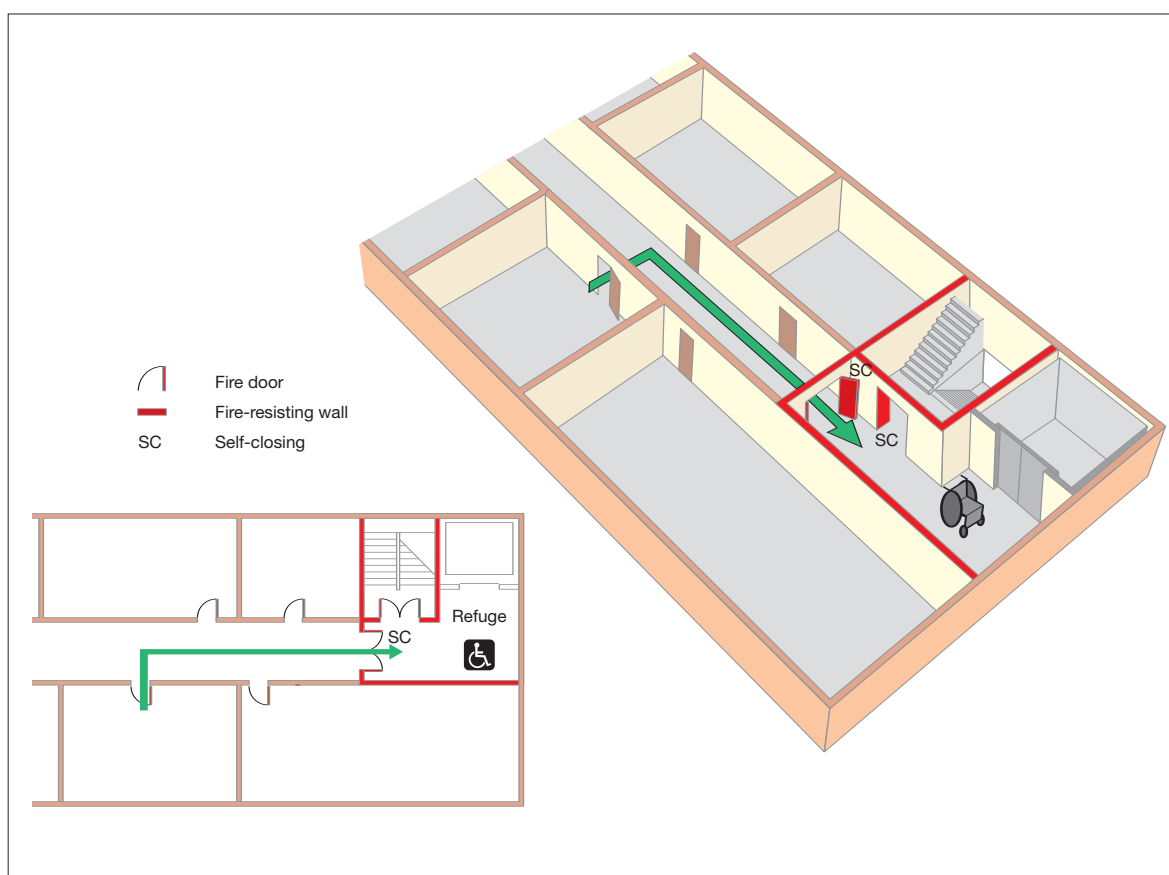 SC
SC
Fire door
Fire-resisting wall
SC Self-closing
Refuge
SC